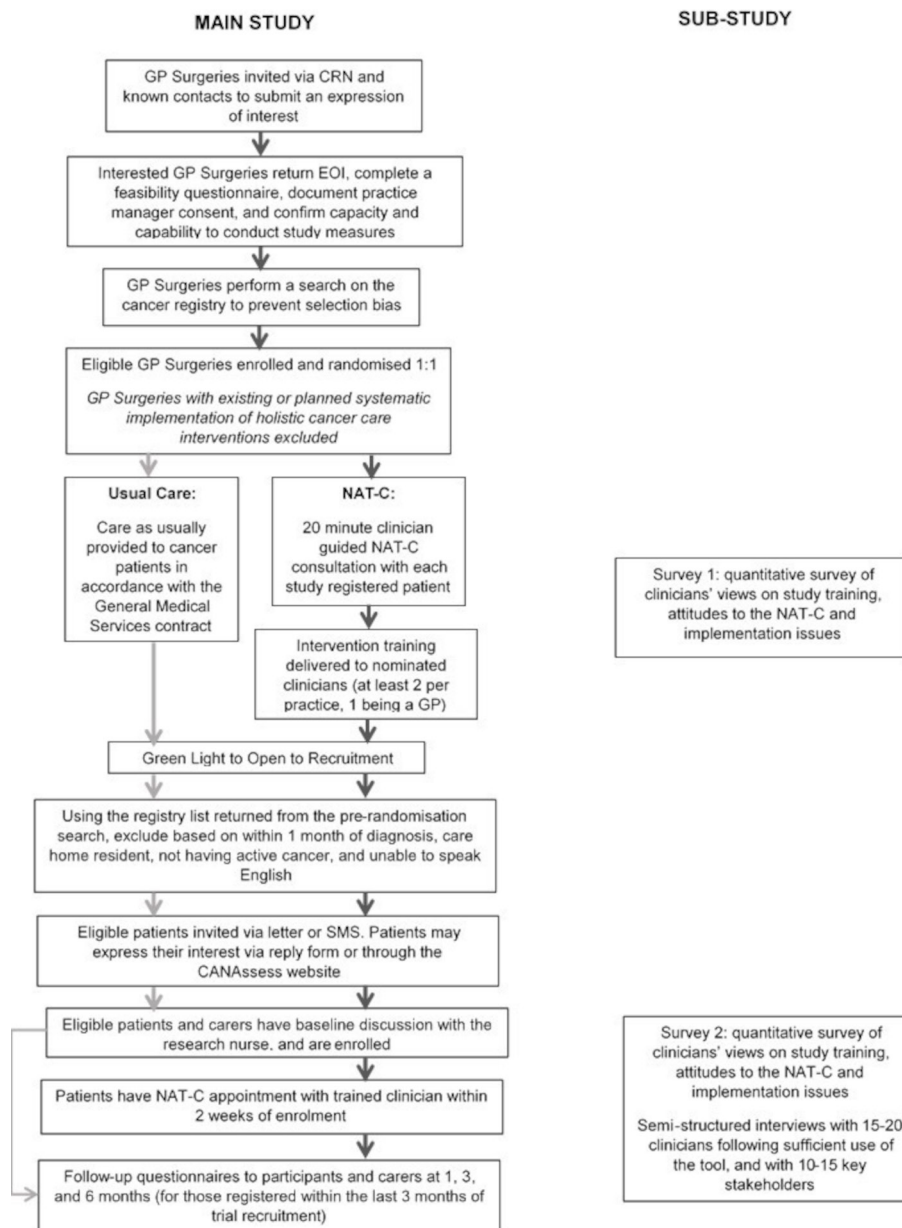 MAIN STUDY
SUB-STUDY
GP Surgeries invited via CRN and
known contacts to submit an expression
of interest
Interested GP Surgeries return EOI, complete a
feasibility questionnaire, document practice
manager consent, and confirm capacity and
capability to conduct study measures
GP Surgeries perform a search on the
cancer registry to prevent selection bias
Eligible GP Surgeries enrolled and randomised 1:1
GP Surgeries with existing or planned systematic
implementation of holistic cancer care
interventions excluded
Usual Care:
Care as usually
provided to cancer
patients in
accordance with the
General Medical
Services contract
NAT-C:
20 minute clinician
guided NAT-C
consultation with each
study registered patient
Intervention training
delivered to nominated
clinicians (at least 2 per
practice, 1 being a GP)
Survey 1: quantitative survey of
clinicians' views on study training,
attitudes to the NAT-C and
implementation issues
Green Light to Open to Recruitment
Using the registry list returned from the pre-randomisation
search, exclude based on within 1 month of diagnosis, care
home resident, not having active cancer, and unable to speak
English
Eligible patients invited via letter or SMS. Patients may
express their interest via reply form or through the
CANAssess website
Eligible patients and carers have baseline discussion with the
research nurse, and are enrolled
Patients have NAT-C appointment with trained clinician within
2 weeks of enrolment
Follow-up questionnaires to participants and carers at 1, 3,
and 6 months (for those registered within the last 3 months of
trial recruitment)
Survey 2: quantitative survey of
clinicians' views on study training,
attitudes to the NAT-C and
implementation issues
Semi-structured interviews with 15-20
clinicians following sufficient use of
the tool, and with 10-15 key
stakeholders